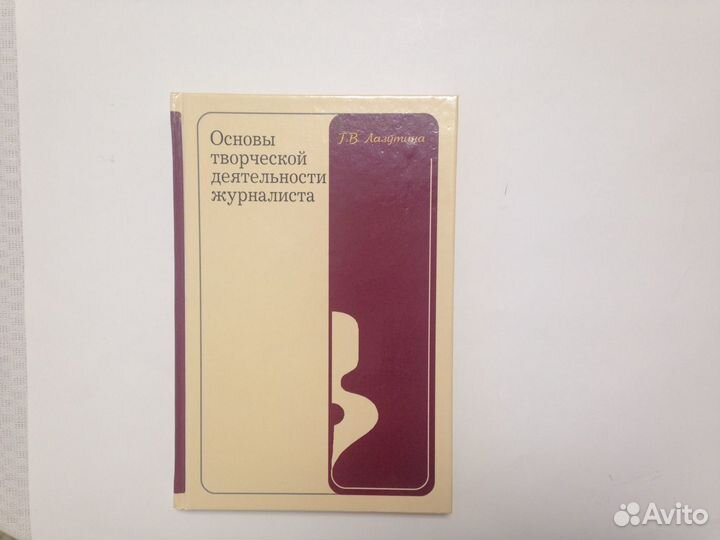 Основы
творческой
деятельности
журналиста
Г.В. Лазутина
Avito